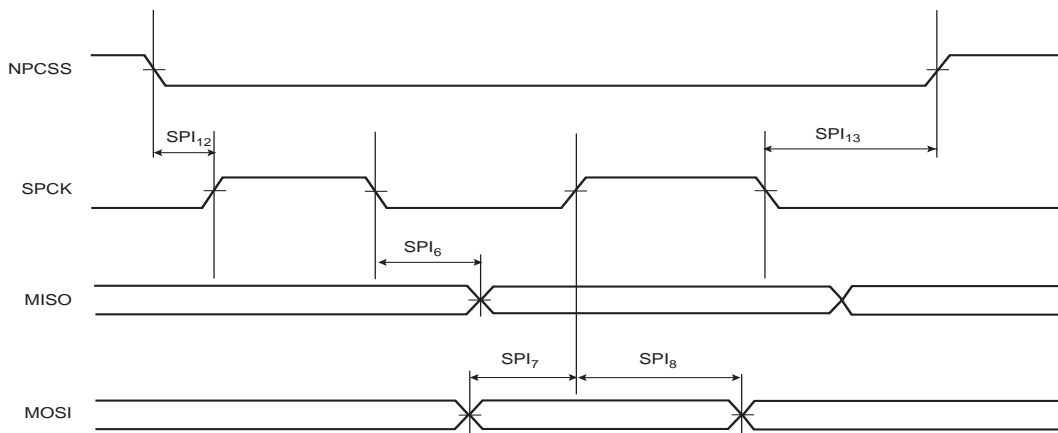 NPCSS
SPI₁₂
SPI₁₃
SPCK
SPI₆
MISO
SPI₇
SPI₈
MOSI